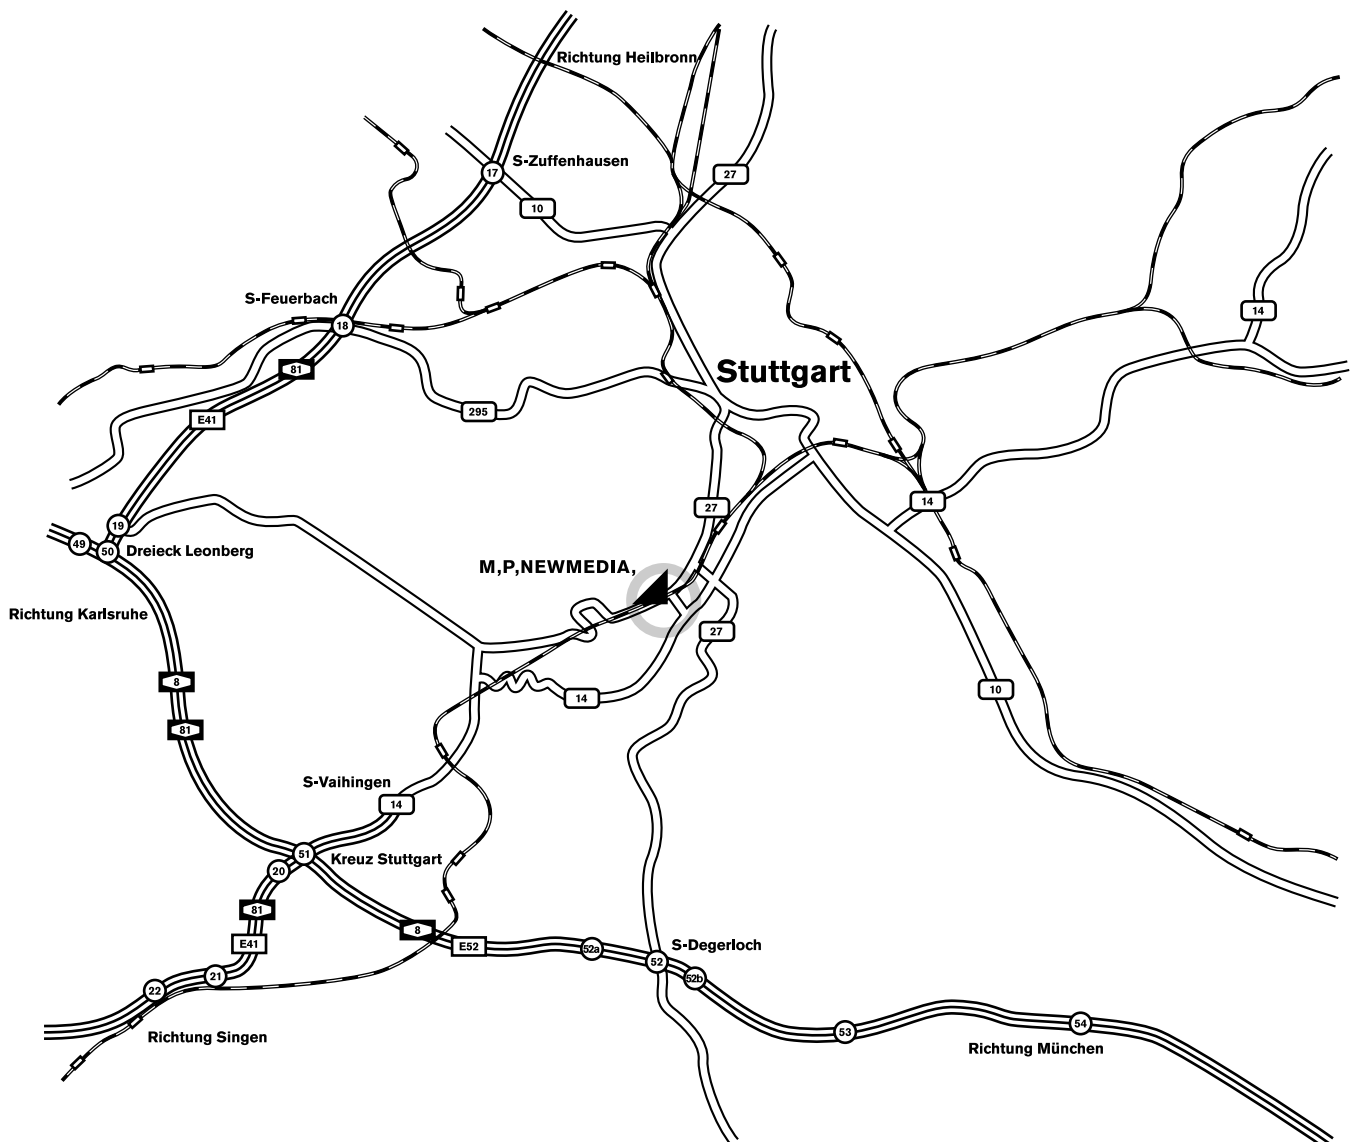 Richtung Heilbronn
S-Zuffenhausen
17
27
10
S-Feuerbach
14
18
81
Stuttgart
295
E41
14
27
19
49
50
Dreieck Leonberg
M,P,NEWMEDIA,
Richtung Karlsruhe
27
8
10
14
81
S-Vaihingen
14
51
Kreuz Stuttgart
20
81
8
E41
E52
52a
S-Degerloch
52
21
52b
22
54
53
Richtung Singen
Richtung München